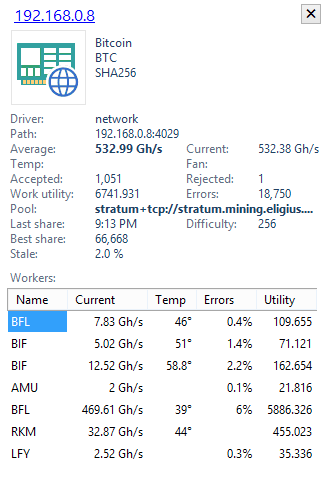 192.168.0.8
Bitcoin
BTC
SHA256
Driver: network
Path: 192.168.0.8:4029
Average: 532.99 Gh/s Current: 532.38 Gh/s
Temp: Fan:
Accepted: 1,051 Rejected: 1
Work utility: 6741.931 Errors: 18,750
Pool: stratum+tcp://stratum.mining.eligius....
Last share: 9:13 PM Difficulty: 256
Best share: 66,668
Stale: 2.0 %
Workers:
Name Current Temp Errors Utility
BFL 7.83 Gh/s 46° 0.4% 109.655
BIF 5.02 Gh/s 51° 1.4% 71.121
BIF 12.52 Gh/s 58.8° 2.2% 162.654
AMU 2 Gh/s 0.1% 21.816
BFL 469.61 Gh/s 39° 6% 5886.326
RKM 32.87 Gh/s 44° 455.023
LFY 2.52 Gh/s 0.3% 35.336